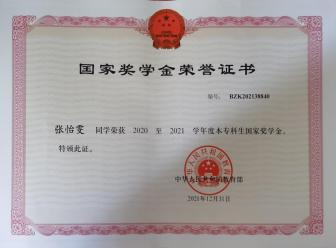 国家奖学金荣誉证书
编号: BZK202138840
张怡雯 同学荣获 2020 至 2021 学年度本专科生国家奖学金。
特颁此证。
中华人民共和国教育部
2021年12月31日